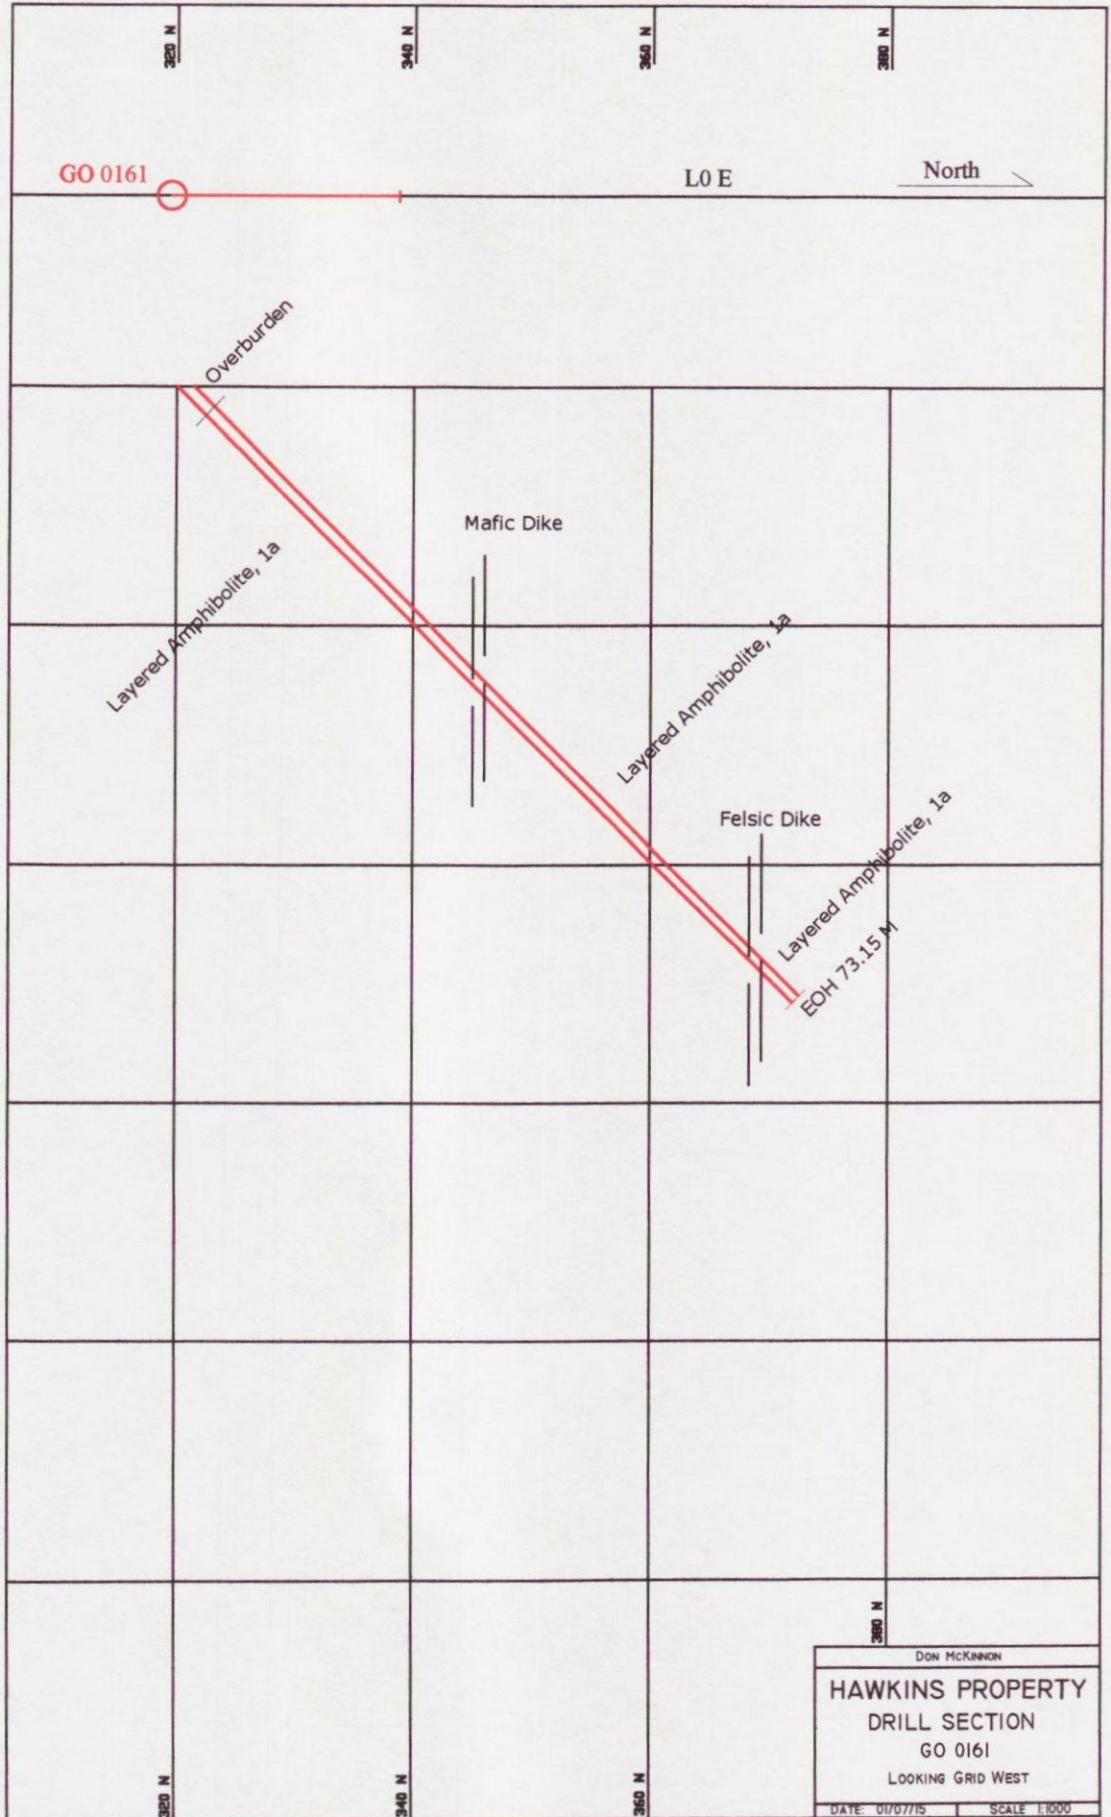 320 N
340 N
360 N
380 N
GO 0161
L0 E
North
Overburden
Mafic Dike
Layered Amphibolite, 1a
Layered Amphibolite, 1a
Felsic Dike
Layered Amphibolite, 1a
EOH 73.15 M
320 N
340 N
360 N
380 N
DON MCKINNON
HAWKINS PROPERTY
DRILL SECTION
GO 0161
LOOKING GRID WEST
DATE: 01/07/15 SCALE 1:1000